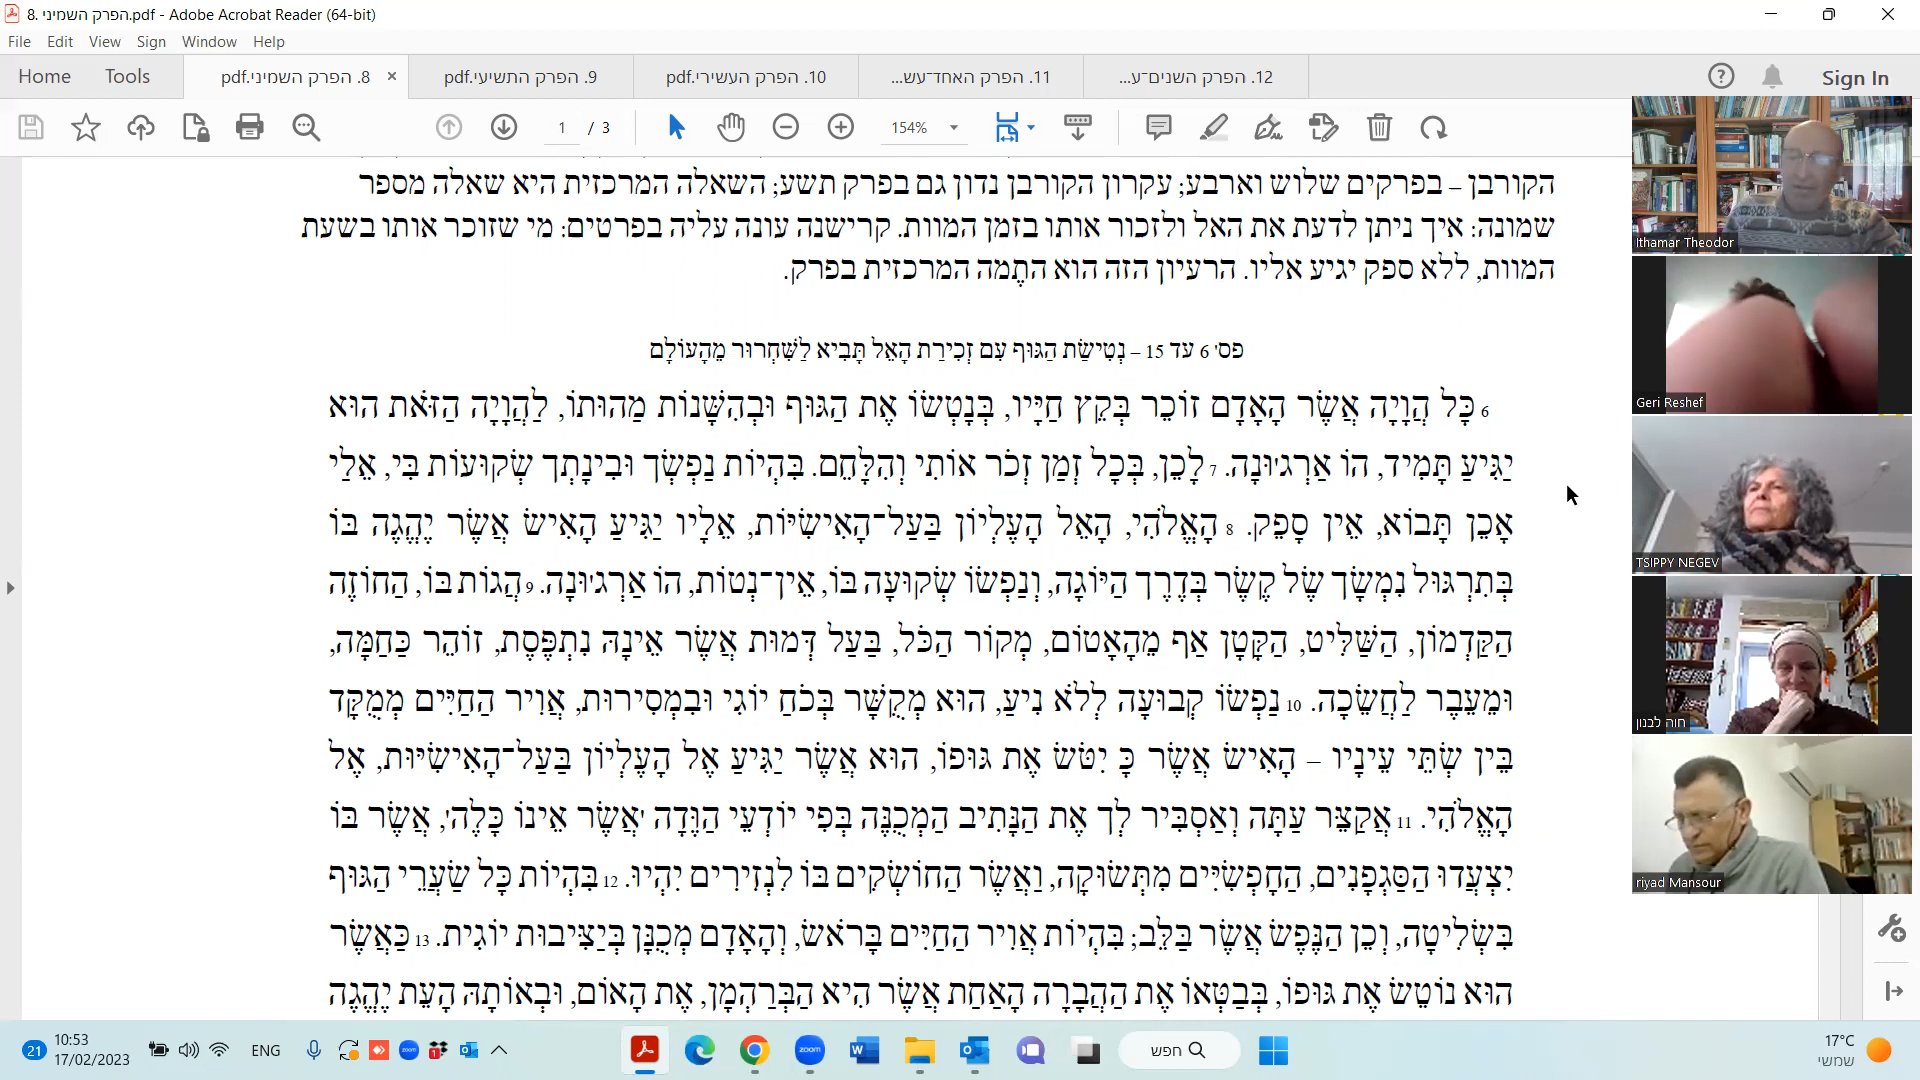 8. הפרק השמיני.pdf - Adobe Acrobat Reader (64-bit)
File Edit View Sign Window Help
Home Tools 8. הפרק השמיני.pdf × 9. הפרק התשיעי.pdf 10. הפרק העשירי.pdf 11. הפרק האחד־עש... 12. הפרק השנים־ע... Sign In
1 / 3 154%
הקורבן – בפרקים שלוש וארבע; עקרון הקורבן נדון גם בפרק תשע; השאלה המרכזית היא שאלה מספר
שמונה: איך ניתן לדעת את האל ולזכור אותו בזמן המוות. קרישנה עונה עליה בפרטים: מי שזוכר אותו בשעת
המוות, ללא ספק יגיע אליו. הרעיון הזה הוא התֶמה המרכזית בפרק.
פס' 6 עד 15 – נְטִישַׁת הַגּוּף עִם זְכִירַת הָאֵל תָּבִיא לַשִּׁחְרוּר מֵהָעוֹלָם
6 כָּל הֲוָיָה אֲשֶׁר הָאָדָם זוֹכֵר בְּקֵץ חַיָּיו, בְּנָטְשׁוֹ אֶת הַגּוּף וּבְהִשָּׁנוֹת מַהוּתוֹ, לַהֲוָיָה הַזֹּאת הוּא
יַגִּיעַ תָּמִיד, הוֹ אַרְג'וּנָה. 7 לָכֵן, בְּכָל זְמַן זְכֹר אוֹתִי וְהִלָּחֵם. בִּהְיוֹת נַפְשְׁךָ וּבִינָתְךָ שְׁקוּעוֹת בִּי, אֵלַי
אָכֵן תָּבוֹא, אֵין סָפֵק. 8 הָאֱלֹהִי, הָאֵל הָעֶלְיוֹן בַּעַל־הָאִישִׁיּוֹת, אֵלָיו יַגִּיעַ הָאִישׁ אֲשֶׁר יֶהֱגֶה בּוֹ
בְּתִרְגּוּל נִמְשָׁךְ שֶׁל קֶשֶׁר בְּדֶרֶךְ הַיּוֹגָה, וְנַפְשׁוֹ שְׁקוּעָה בּוֹ, אֵין־נְטוֹת, הוֹ אַרְג'וּנָה. 9 הֲגוֹת בּוֹ, הַחוֹזֶה
הַקַּדְמוֹן, הַשַּׁלִּיט, הַקָּטָן אַף מֵהָאָטוֹם, מְקוֹר הַכֹּל, בַּעַל דְּמוּת אֲשֶׁר אֵינָהּ נִתְפֶּסֶת, זוֹהֵר כַּחַמָּה,
וּמֵעֵבֶר לַחֲשֵׁכָה. 10 נַפְשׁוֹ קְבוּעָה לְלֹא נִיעַ, הוּא מְקֻשָּׁר בְּכֹחַ יוֹגִי וּבִמְסִירוּת, אֲוִיר הַחַיִּים מְמֻקָּד
בֵּין שְׁתֵּי עֵינָיו – הָאִישׁ אֲשֶׁר כָּ יִטֹּשׁ אֶת גּוּפוֹ, הוּא אֲשֶׁר יַגִּיעַ אֶל הָעֶלְיוֹן בַּעַל־הָאִישִׁיּוּת, אֶל
הָאֱלֹהִי. 11 אֲקַצֵּר עַתָּה וְאַסְבִּיר לְךָ אֶת הַנָּתִיב הַמְכֻנֶּה בְּפִי יוֹדְעֵי הַוֶּדָה 'אֲשֶׁר אֵינוֹ כָּלֶה', אֲשֶׁר בּוֹ
יִצְעֲדוּ הַסַּגְפָנִים, הַחָפְשִׁיִּים מִתְּשׁוּקָה, וַאֲשֶׁר הַחוֹשְׁקִים בּוֹ לִנְזִירִים יִהְיוּ. 12 בִּהְיוֹת כָּל שַׁעֲרֵי הַגּוּף
בִּשְׁלִיטָה, וְכֵן הַנֶּפֶשׁ אֲשֶׁר בַּלֵּב; בִּהְיוֹת אֲוִיר הַחַיִּים בָּרֹאשׁ, וְהָאָדָם מְכֻנָּן בְּיַצִּיבוּת יוֹגִית. 13 כַּאֲשֶׁר
הוּא נוֹטֵשׁ אֶת גּוּפוֹ, בְּבַטְּאוֹ אֶת הַהֲבָרָה הָאַחַת אֲשֶׁר הִיא הַבְּרַהְמָן, אֶת הָאוֹם, וּבְאוֹתָהּ הָעֵת יֶהֱגֶה
Ithamar Theodor
Geri Reshef
TSIPPY NEGEV
חוה לבנון
riyad Mansour
21 10:53 17/02/2023 ENG zoom 1 zoom חפש 17°C שמשי